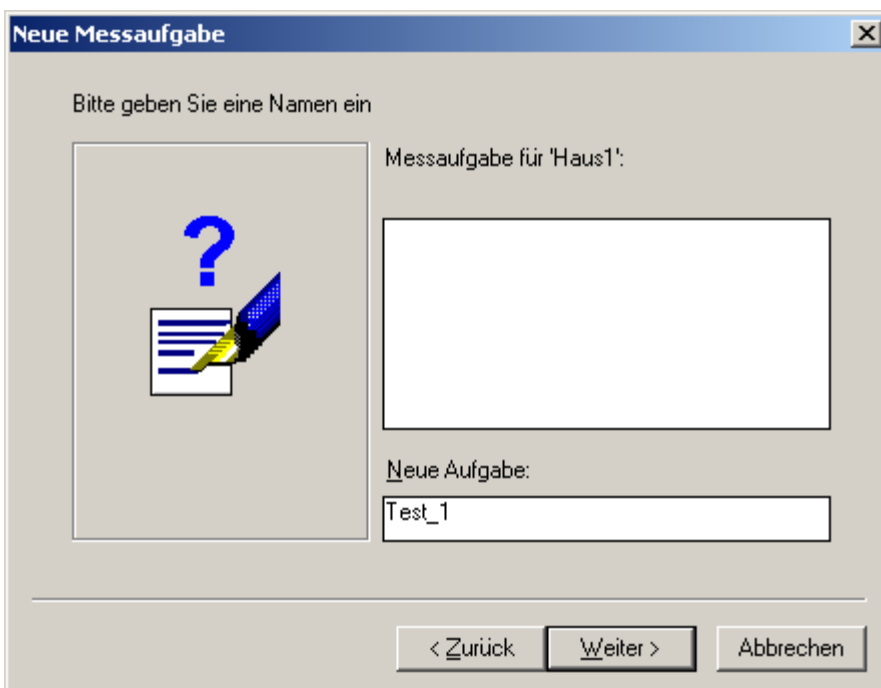 Neue Messaufgabe
Bitte geben Sie eine Namen ein
Messaufgabe für 'Haus1':
Neue Aufgabe:
Test_1
< Zurück
Weiter >
Abbrechen